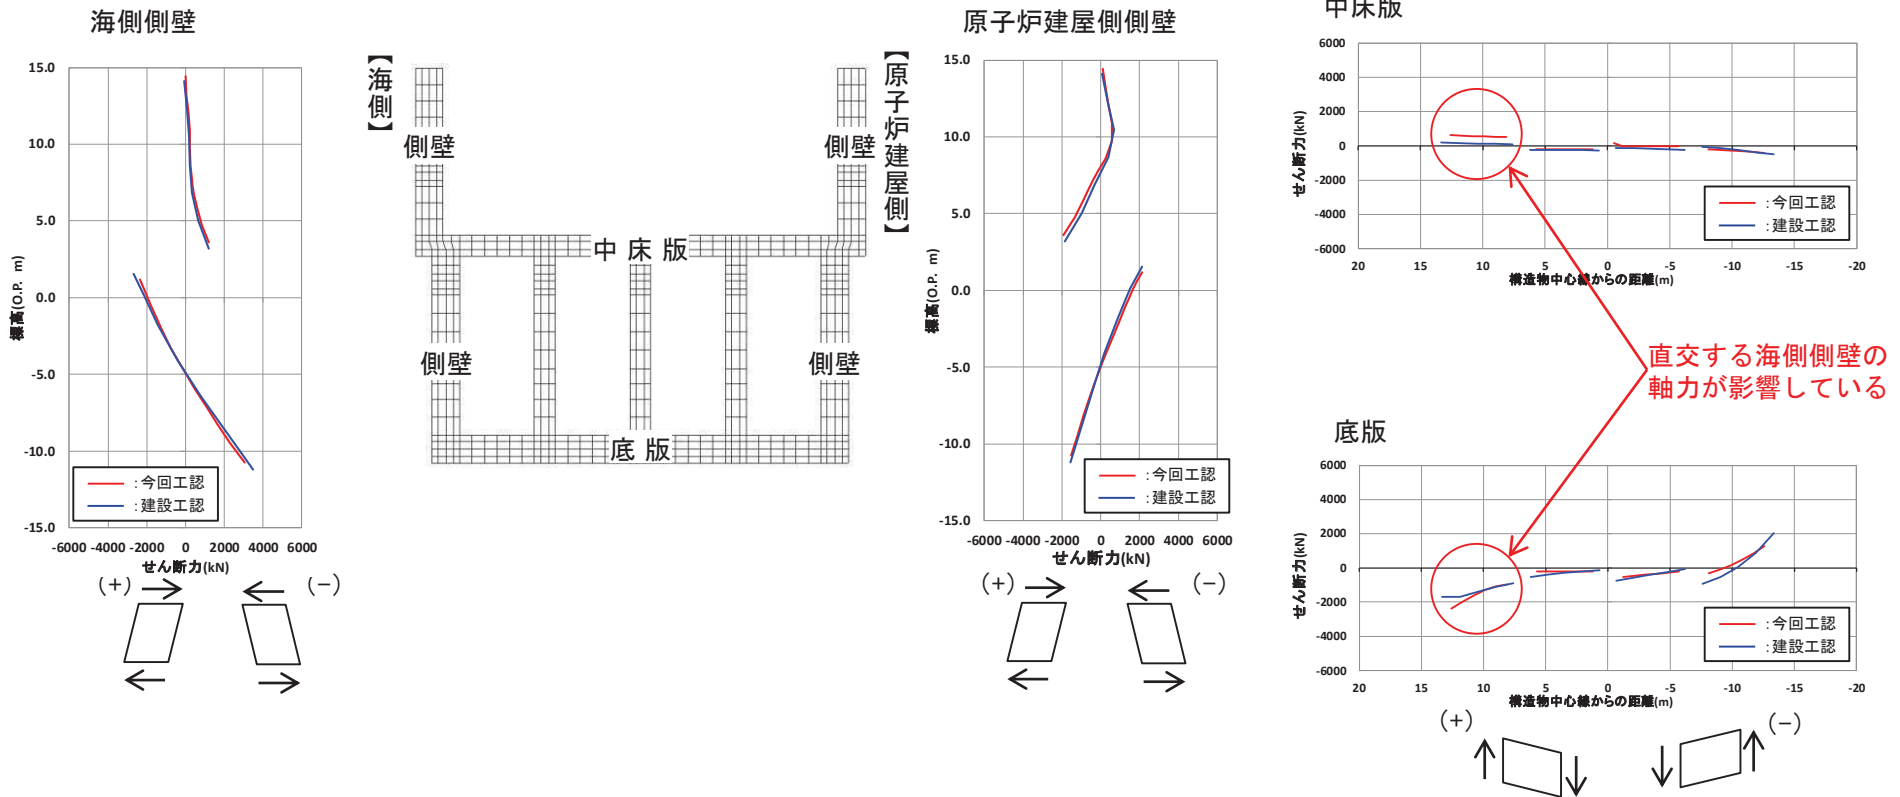 海側側壁
15.0
10.0
5.0
0.0
-5.0
-10.0
-15.0
標高(O.P. m)
-6000 -4000 -2000 0 2000 4000 6000
せん断力(kN)
:今回工認
:建設工認
(+)
(−)
【海側】
側壁
側壁
中床版
側壁
側壁
底版
【原子炉建屋側】
原子炉建屋側側壁
15.0
10.0
5.0
0.0
-5.0
-10.0
-15.0
標高(O.P. m)
-6000 -4000 -2000 0 2000 4000 6000
せん断力(kN)
:今回工認
:建設工認
(+)
(−)
中床版
6000
4000
2000
0
-2000
-4000
-6000
せん断力(kN)
:今回工認
:建設工認
20 15 10 5 0 -5 -10 -15 -20
構造物中心線からの距離(m)
直交する海側側壁の
軸力が影響している
底版
6000
4000
2000
0
-2000
-4000
-6000
せん断力(kN)
:今回工認
:建設工認
20 15 10 5 0 -5 -10 -15 -20
構造物中心線からの距離(m)
(+)
(−)